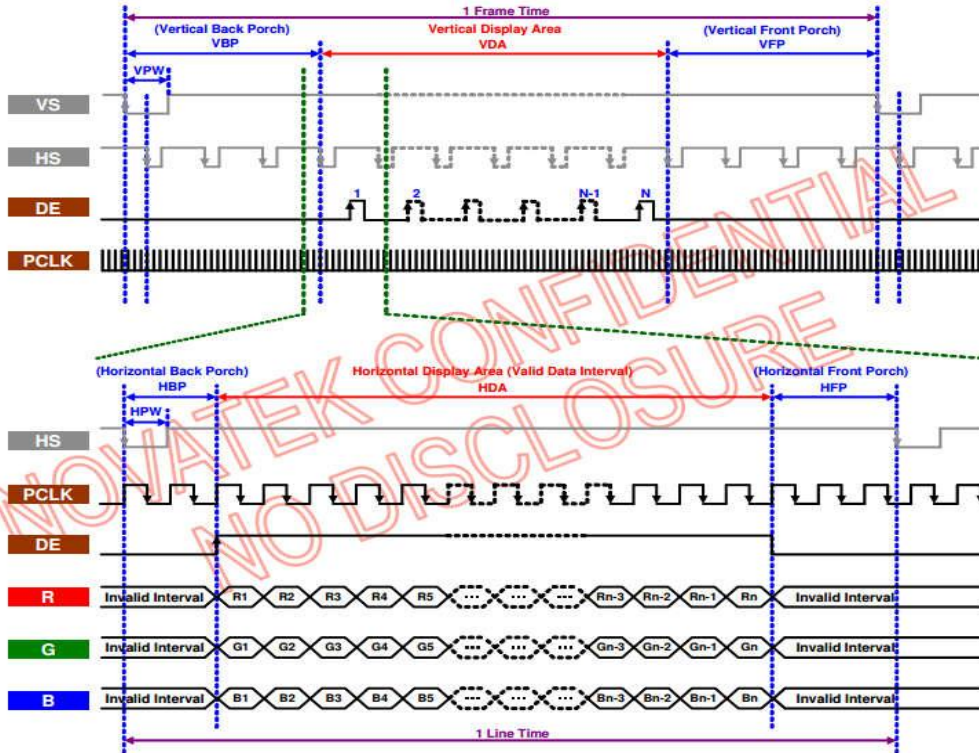 1 Frame Time
(Vertical Back Porch) Vertical Display Area (Vertical Front Porch)
VBP VDA VFP
VPW
VS
HS
1 2 N-1 N
DE
PCLK
NOVATEK CONFIDENTIAL
NO DISCLOSURE
(Horizontal Back Porch) Horizontal Display Area (Valid Data Interval) (Horizontal Front Porch)
HBP HDA HFP
HPW
HS
PCLK
DE
R Invalid Interval R1 R2 R3 R4 R5 --- ... --- Rn-3 Rn-2 Rn-1 Rn Invalid Interval
G Invalid Interval G1 G2 G3 G4 G5 --- ... --- Gn-3 Gn-2 Gn-1 Gn Invalid Interval
B Invalid Interval B1 B2 B3 B4 B5 --- ... --- Bn-3 Bn-2 Bn-1 Bn Invalid Interval
1 Line Time